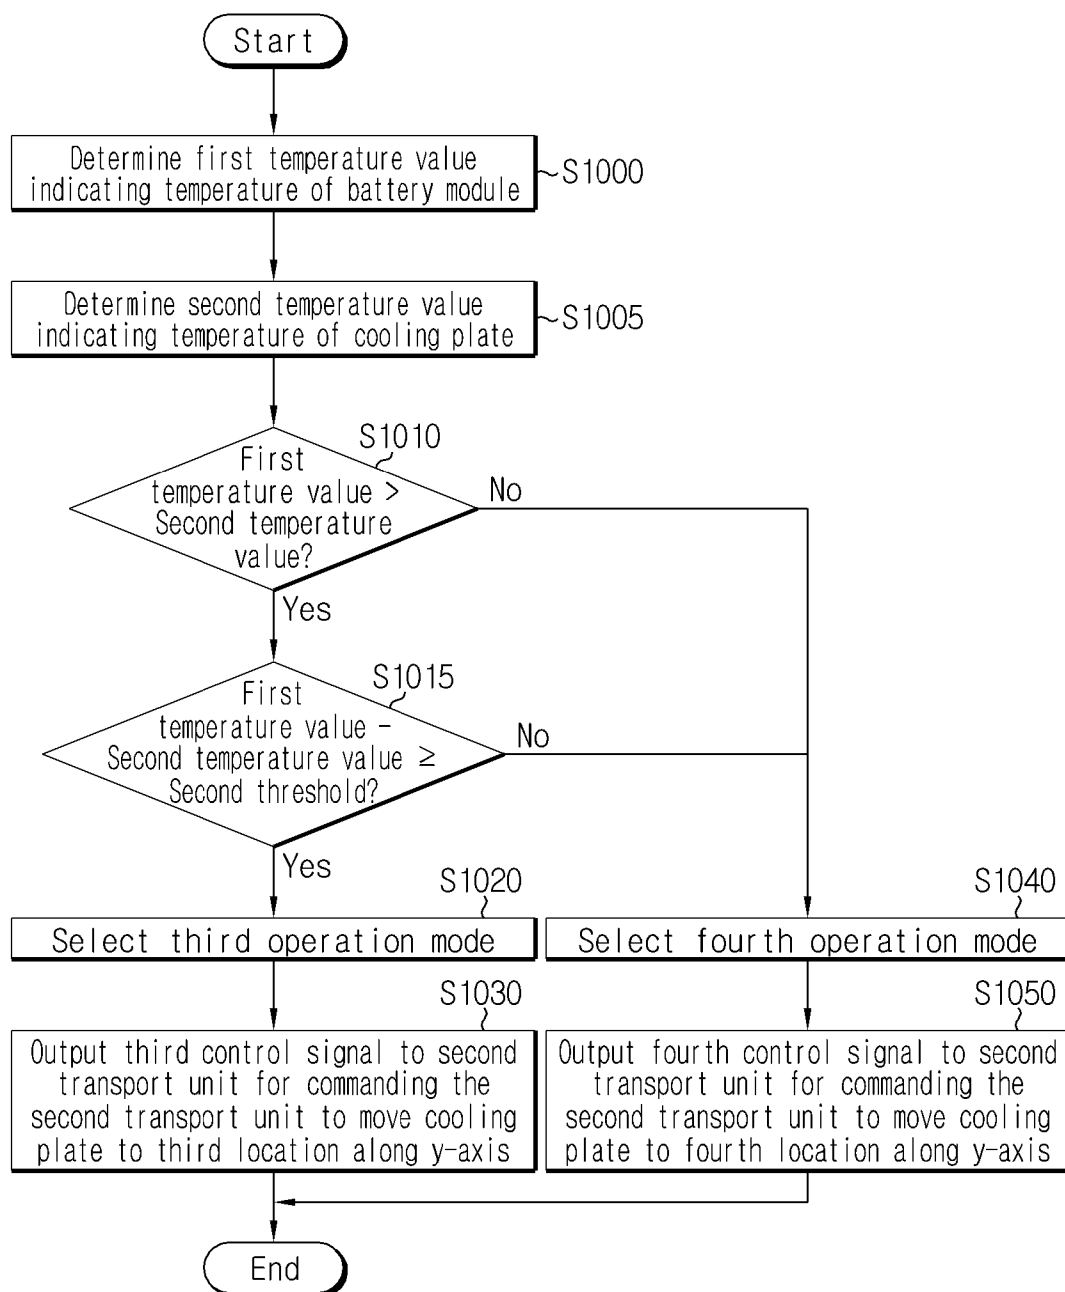 Start
Determine first temperature value
indicating temperature of battery module
S1000
Determine second temperature value
indicating temperature of cooling plate
S1005
S1010
First
temperature value >
Second temperature
value?
No
Yes
S1015
First
temperature value -
Second temperature value ≥
Second threshold?
No
Yes
S1020
Select third operation mode
S1040
Select fourth operation mode
S1030
Output third control signal to second
transport unit for commanding the
second transport unit to move cooling
plate to third location along y-axis
S1050
Output fourth control signal to second
transport unit for commanding the
second transport unit to move cooling
plate to fourth location along y-axis
End